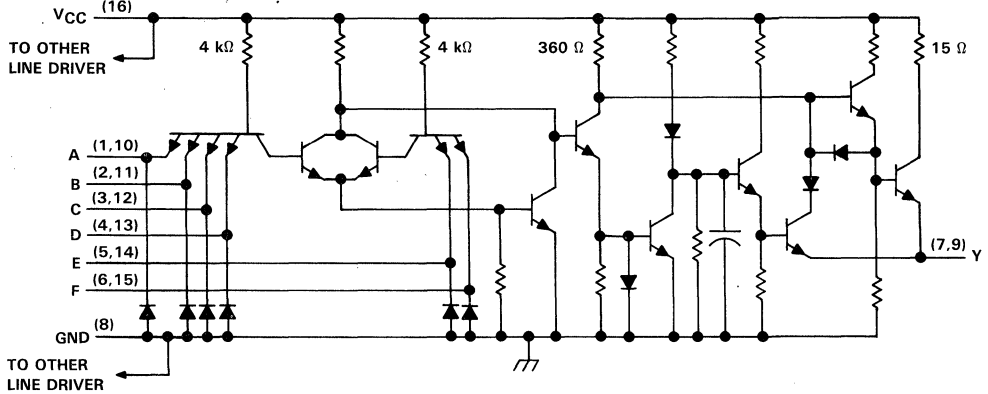 VCC (16)
TO OTHER
LINE DRIVER
4 kΩ
4 kΩ
360 Ω
15 Ω
A (1,10)
B (2,11)
C (3,12)
D (4,13)
E (5,14)
F (6,15)
(7,9) Y
GND (8)
TO OTHER
LINE DRIVER